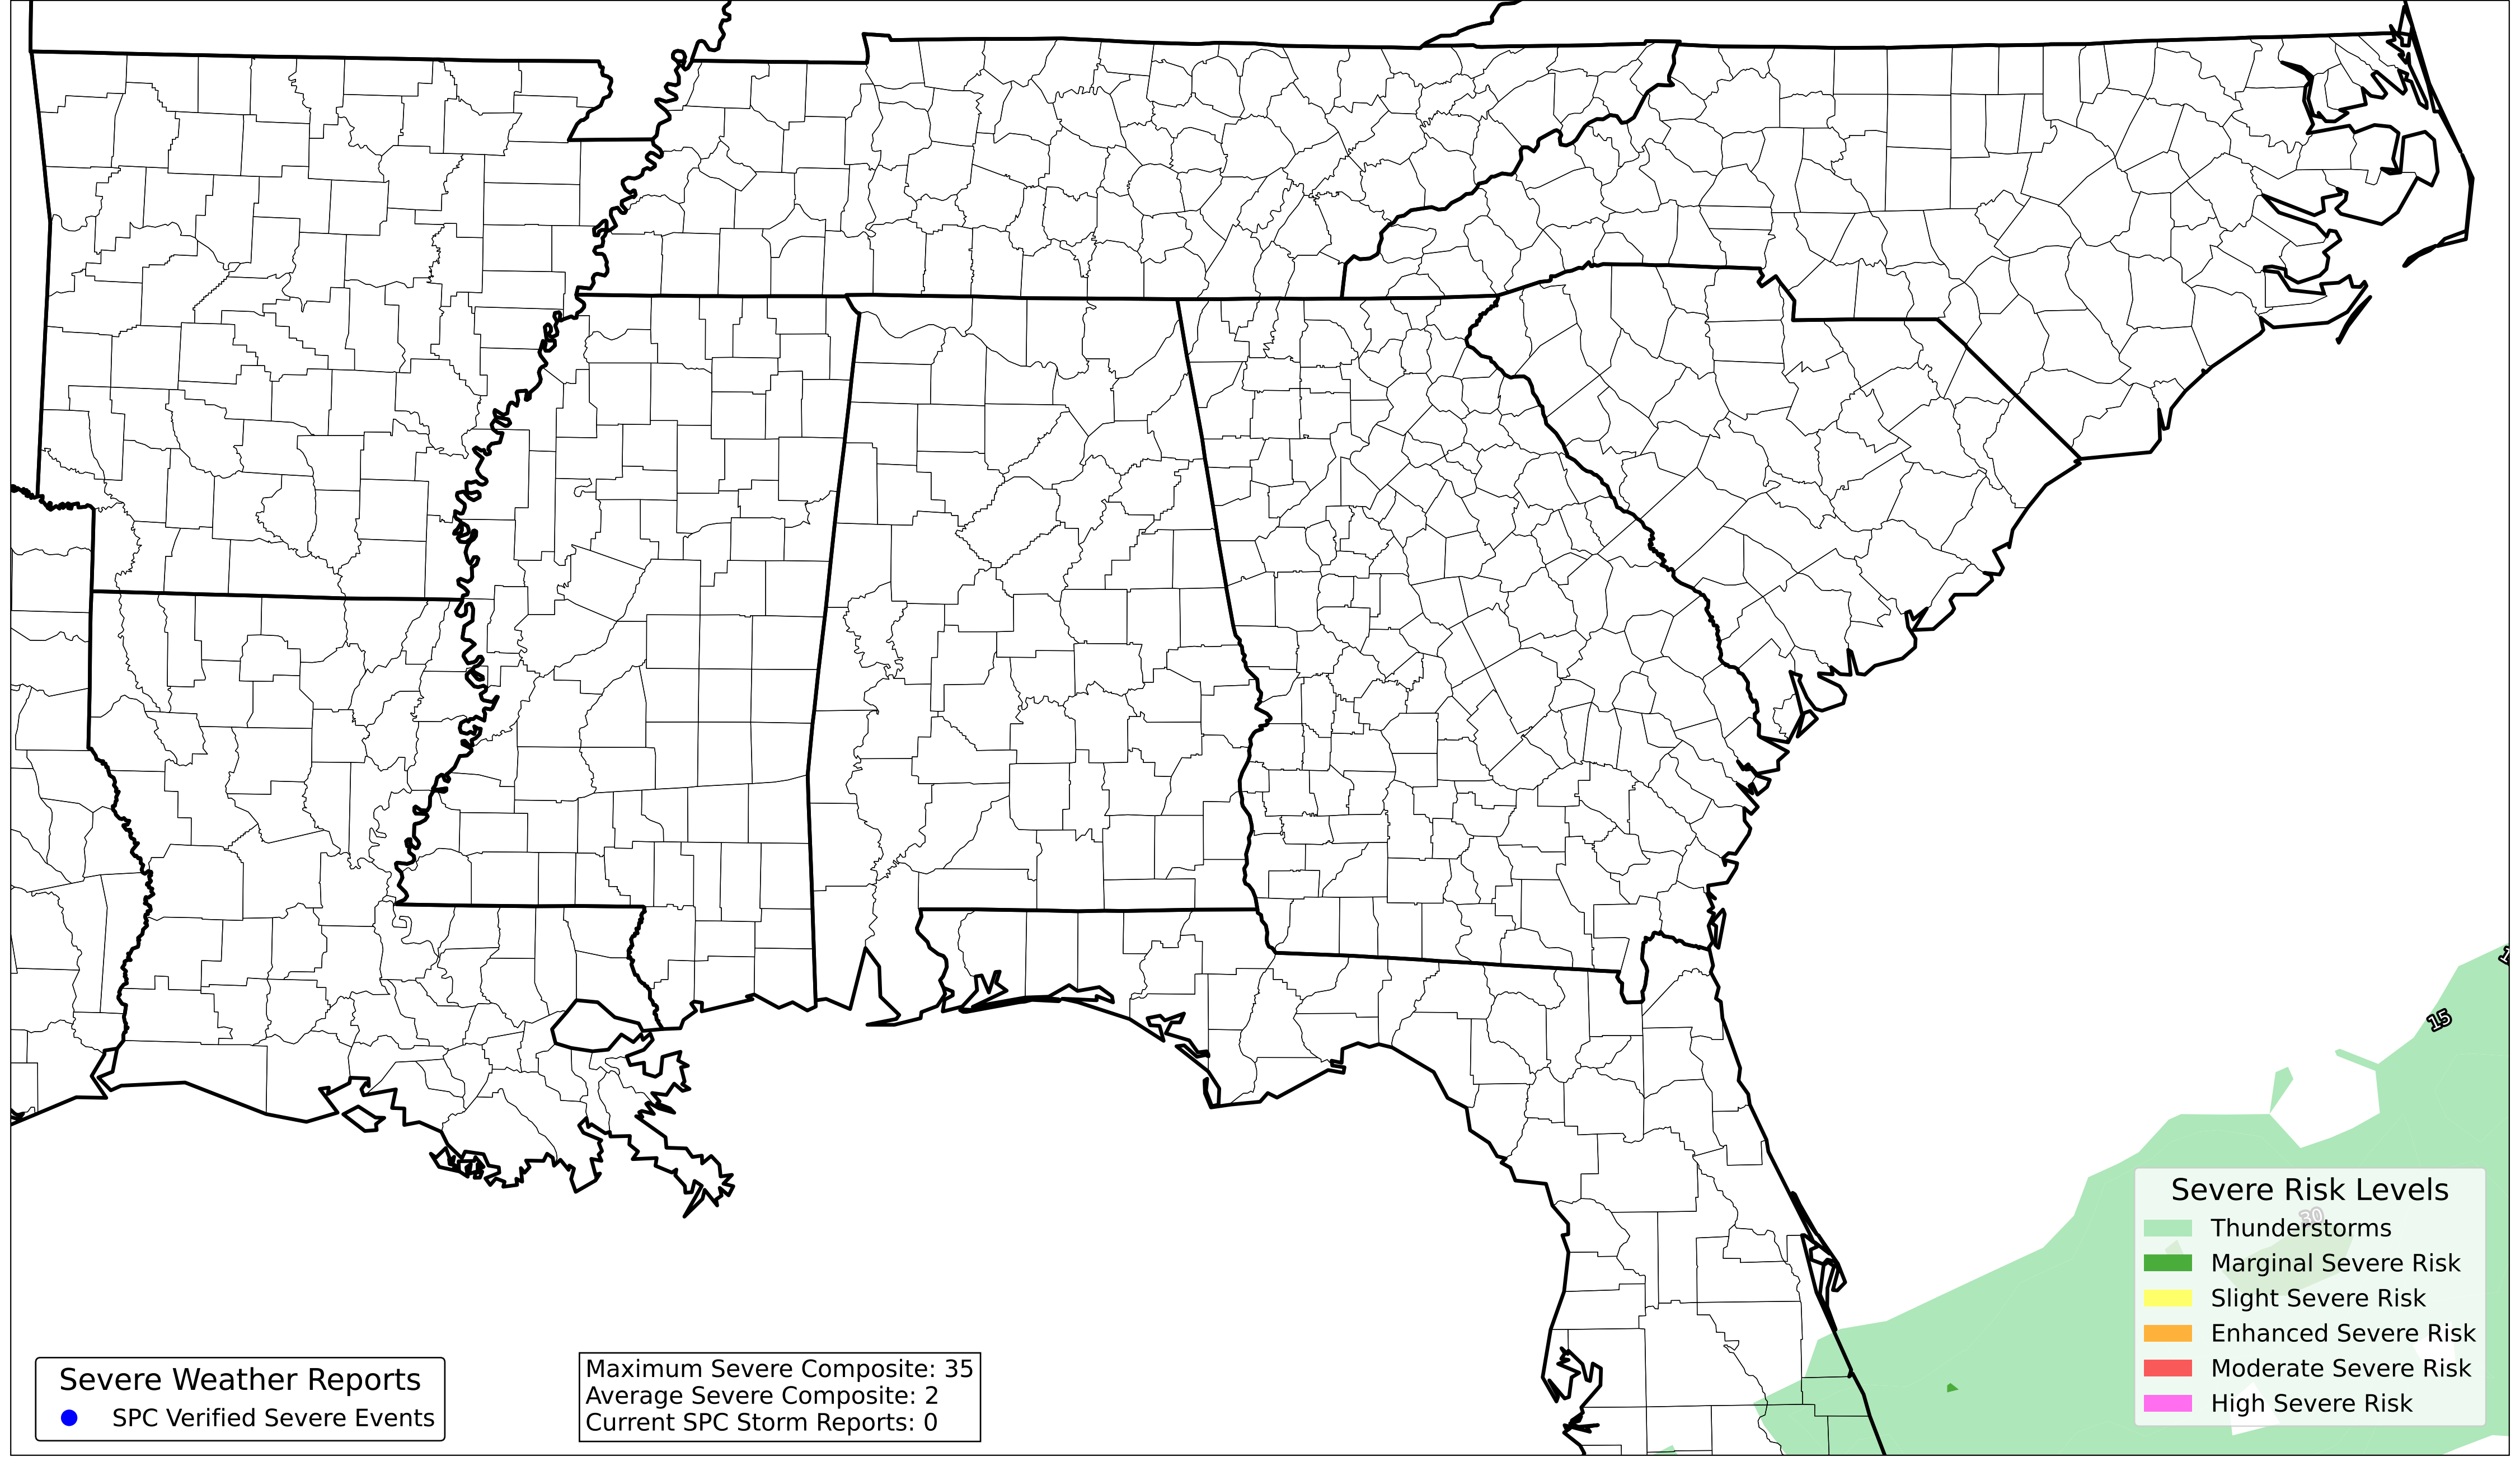 15
Severe Risk Levels
30
Thunderstorms
Marginal Severe Risk
Slight Severe Risk
Enhanced Severe Risk
Moderate Severe Risk
High Severe Risk
Severe Weather Reports
SPC Verified Severe Events
Maximum Severe Composite: 35
Average Severe Composite: 2
Current SPC Storm Reports: 0